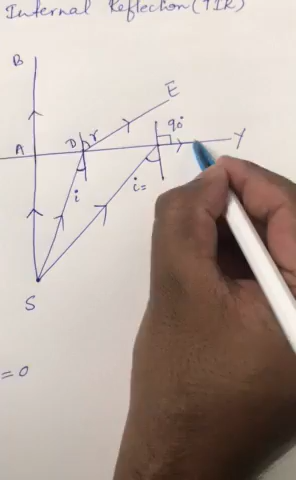 Internal Reflection (TIR)
B
E
90°
D r
A
Y
i
i=
S
= 0